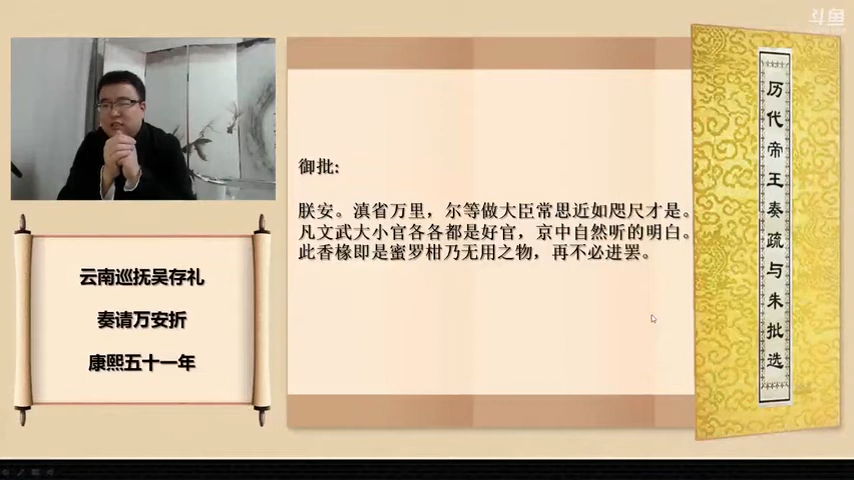 斗鱼
御批:
朕安。滇省万里，尔等做大臣常思近如咫尺才是。
凡文武大小官各各都是好官，京中自然听的明白。
此香橼即是蜜罗柑乃无用之物，再不必进罢。
云南巡抚吴存礼
奏请万安折
康熙五十一年
历代帝王奏疏与朱批选